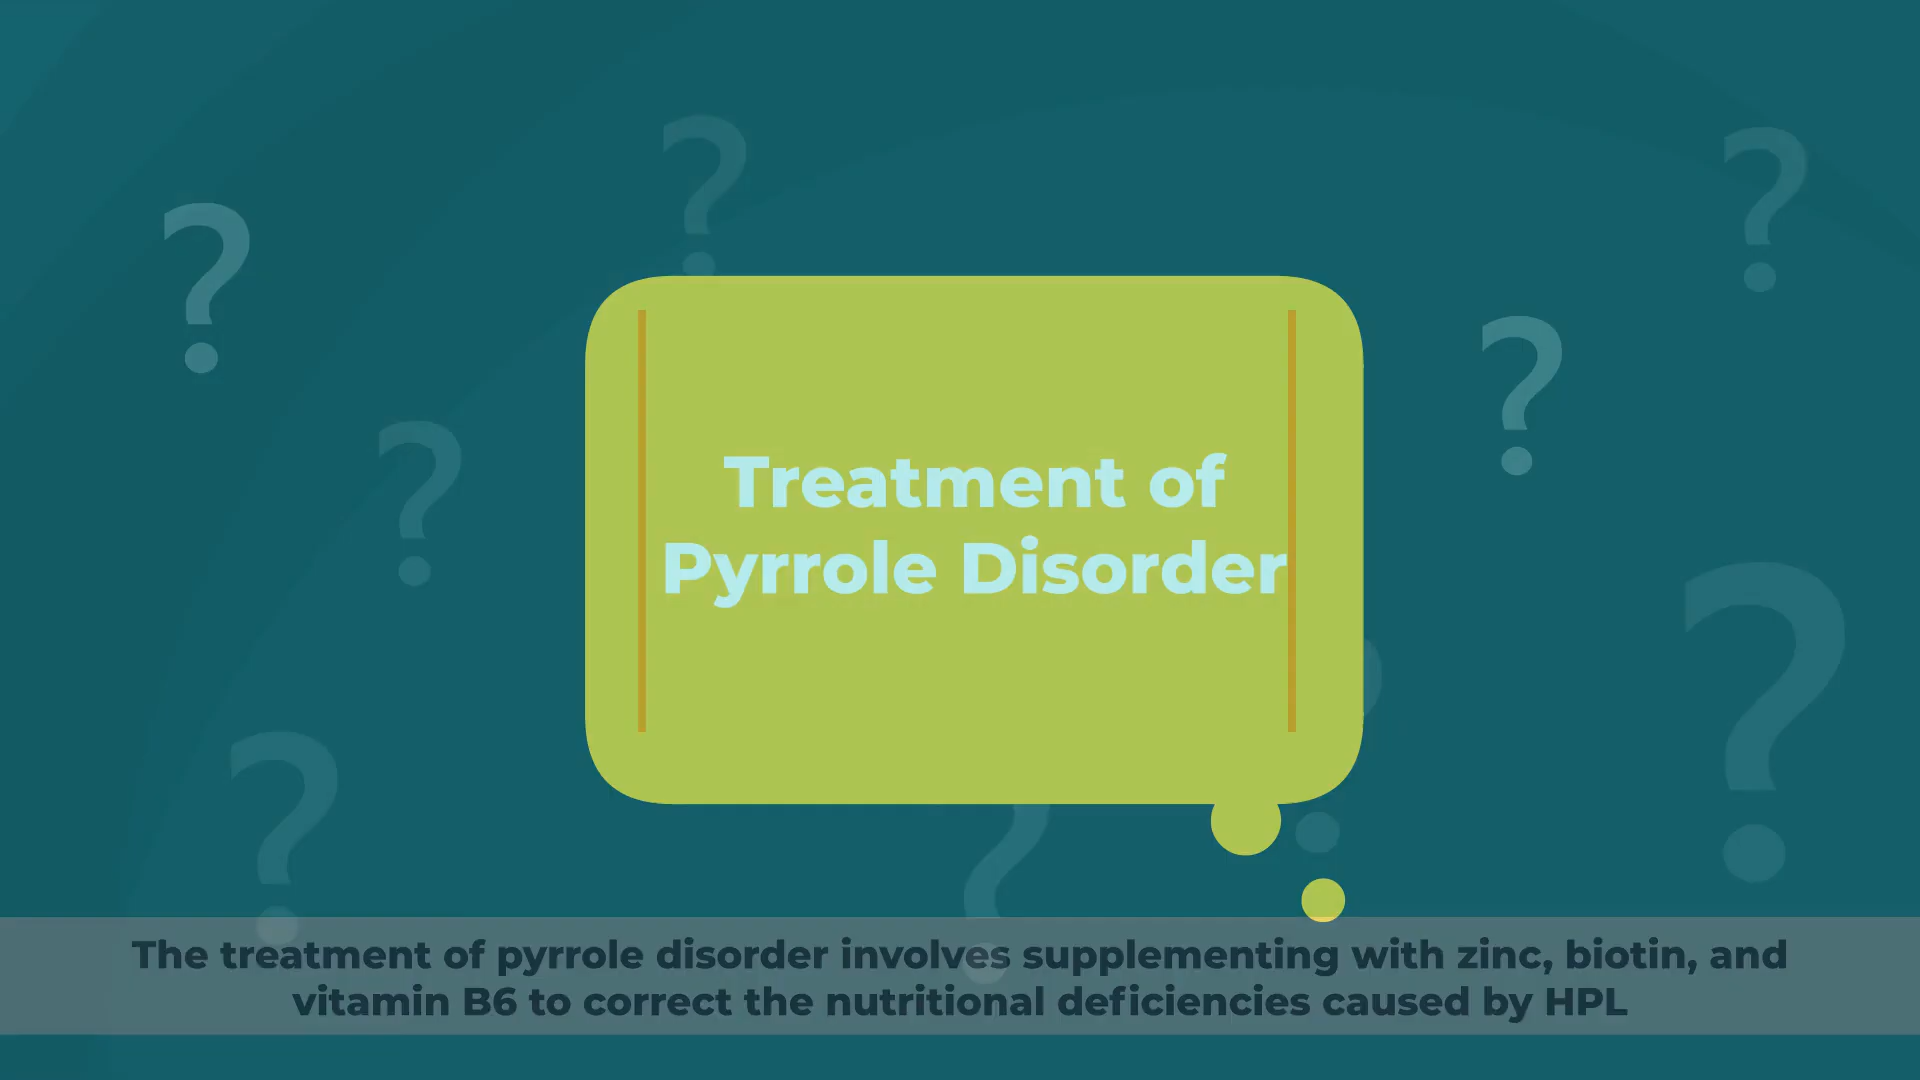 Treatment of
Pyrrole Disorder
The treatment of pyrrole disorder involves supplementing with zinc, biotin, and
vitamin B6 to correct the nutritional deficiencies caused by HPL